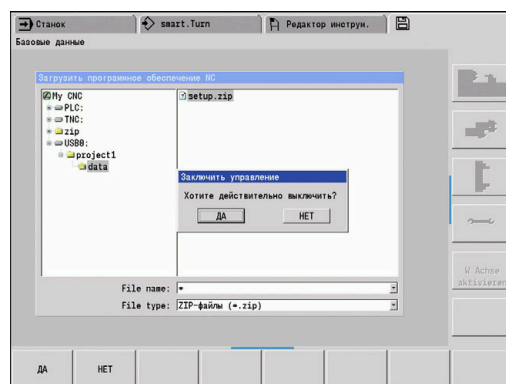 Станок
smart.Turn
Редактор инструм.
Базовые данные
Загрузить программное обеспечение NC
My CNC
PLC:
TNC:
zip
USB0:
project1
data
setup.zip
Заключить управление
Хотите действительно выключить?
ДА
НЕТ
File name: *
File type: ZIP-файлы (*.zip)
W Achse
aktivieren
ДА
НЕТ